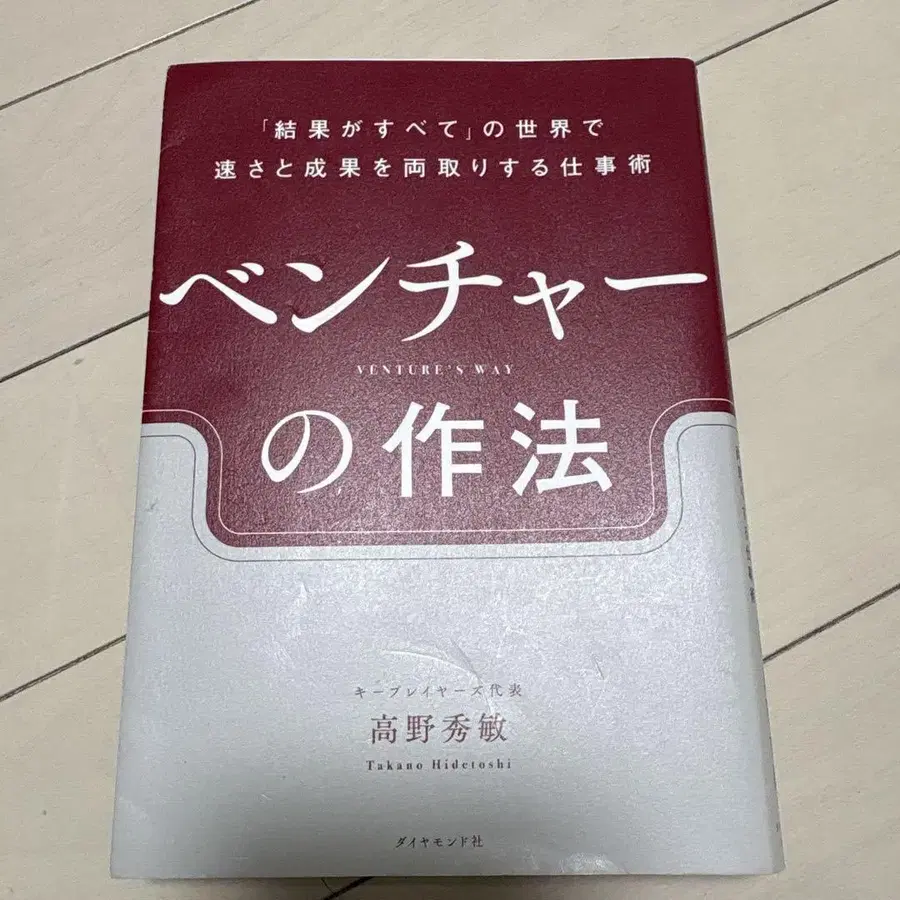 「結果がすべて」の世界で
速さと成果を両取りする仕事術
ベンチャー
VENTURE'S WAY
の作法
キープレイヤーズ代表
高野秀敏
Takano Hidetoshi
ダイヤモンド社